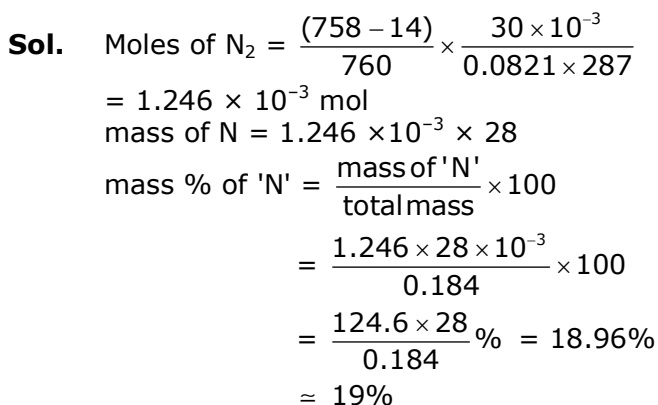 Sol. Moles of N₂ = (758 – 14)/760 × (30 × 10⁻³)/(0.0821 × 287)
= 1.246 × 10⁻³ mol
mass of N = 1.246 ×10⁻³ × 28
mass % of 'N' = (mass of 'N')/(total mass) × 100
= (1.246 × 28 × 10⁻³)/0.184 × 100
= (124.6 × 28)/0.184 % = 18.96%
≃ 19%